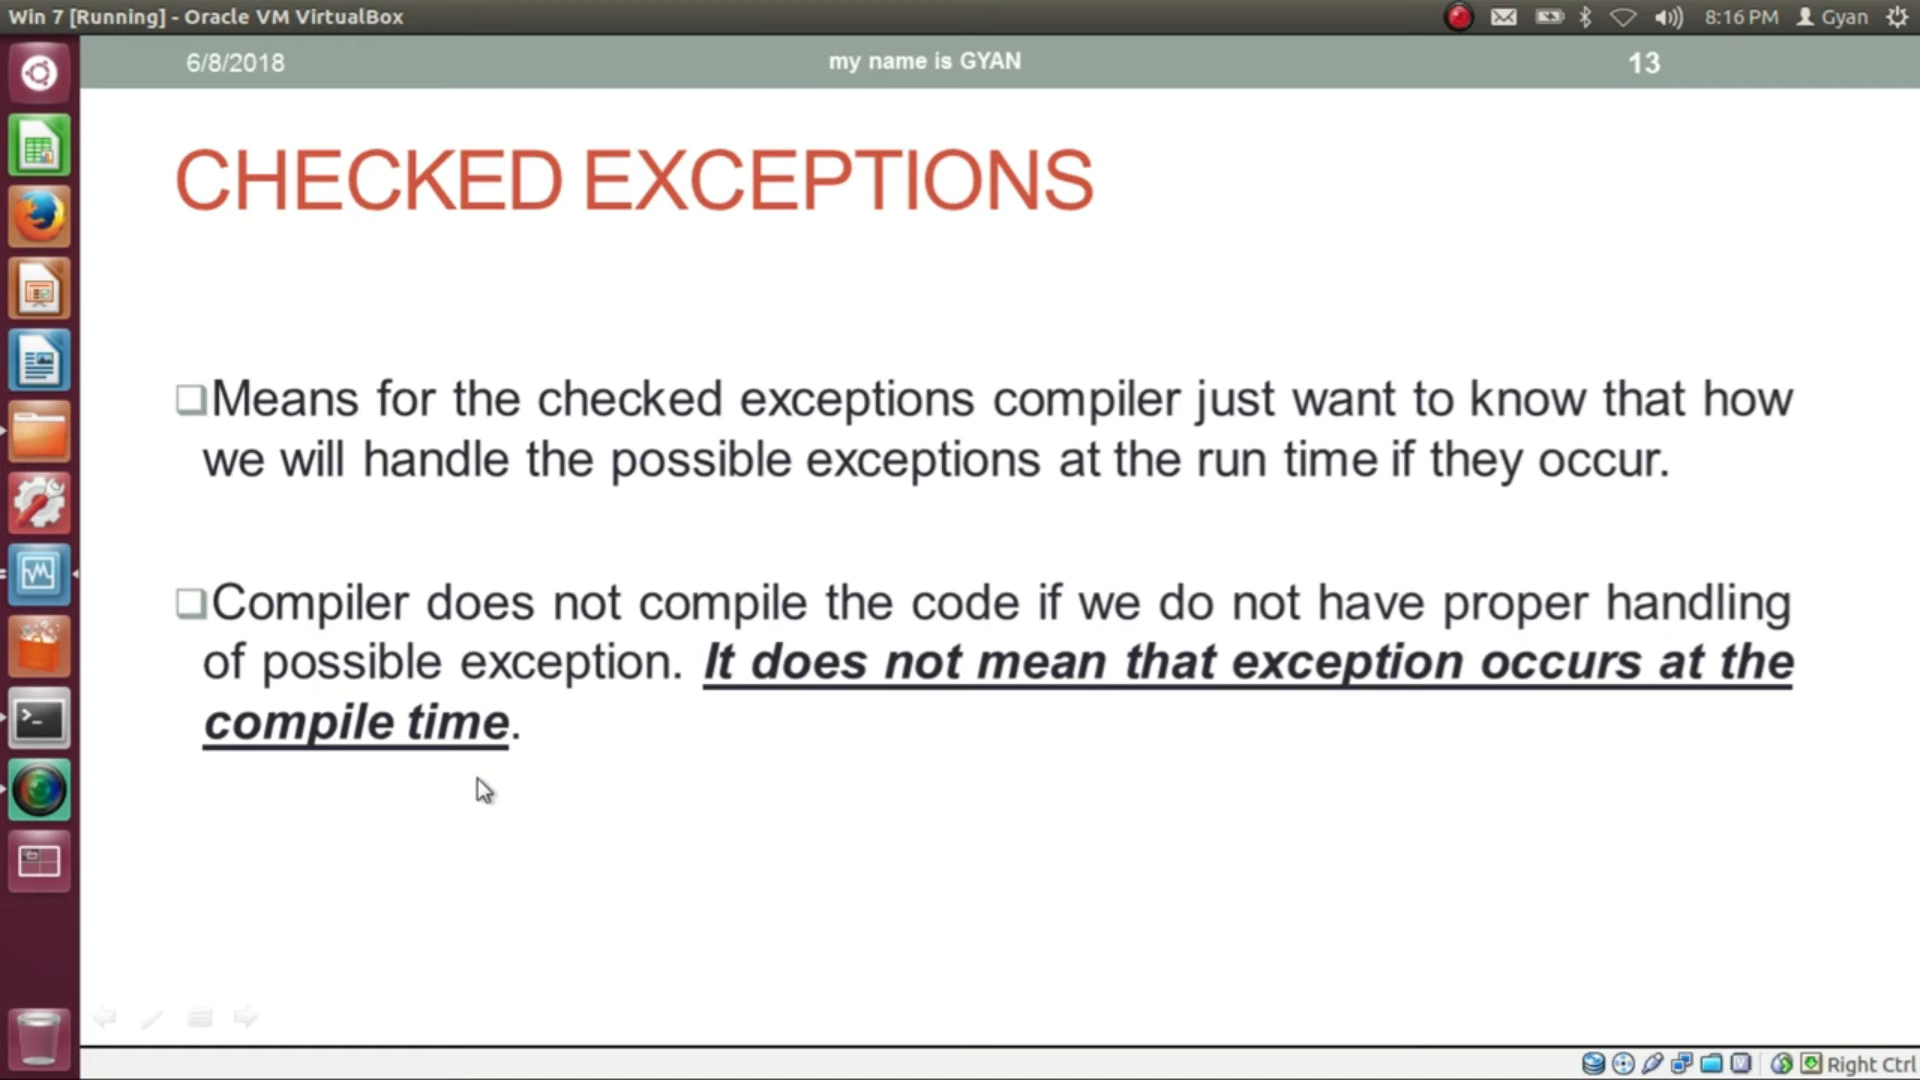 Win 7 [Running] - Oracle VM VirtualBox
8:16 PM Gyan
6/8/2018
my name is GYAN
13
CHECKED EXCEPTIONS
Means for the checked exceptions compiler just want to know that how
we will handle the possible exceptions at the run time if they occur.
Compiler does not compile the code if we do not have proper handling
of possible exception. It does not mean that exception occurs at the
compile time.
Right Ctrl